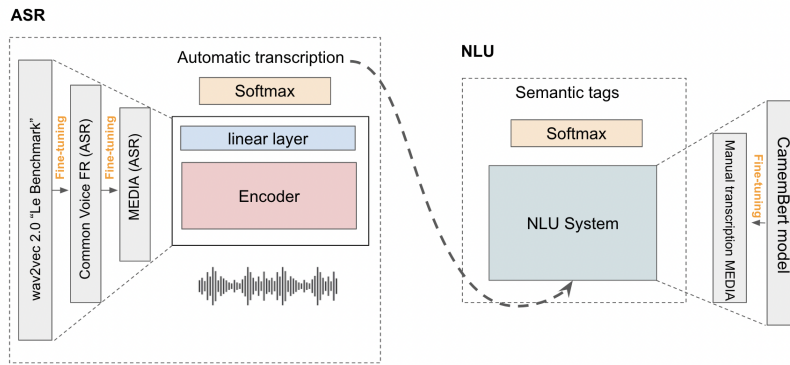 ASR
Automatic transcription
Softmax
linear layer
Encoder
wav2vec 2.0 “Le Benchmark”
Fine-tuning
Common Voice FR (ASR)
Fine-tuning
MEDIA (ASR)
NLU
Semantic tags
Softmax
NLU System
Manual transcription MEDIA
Fine-tuning
CamemBert model